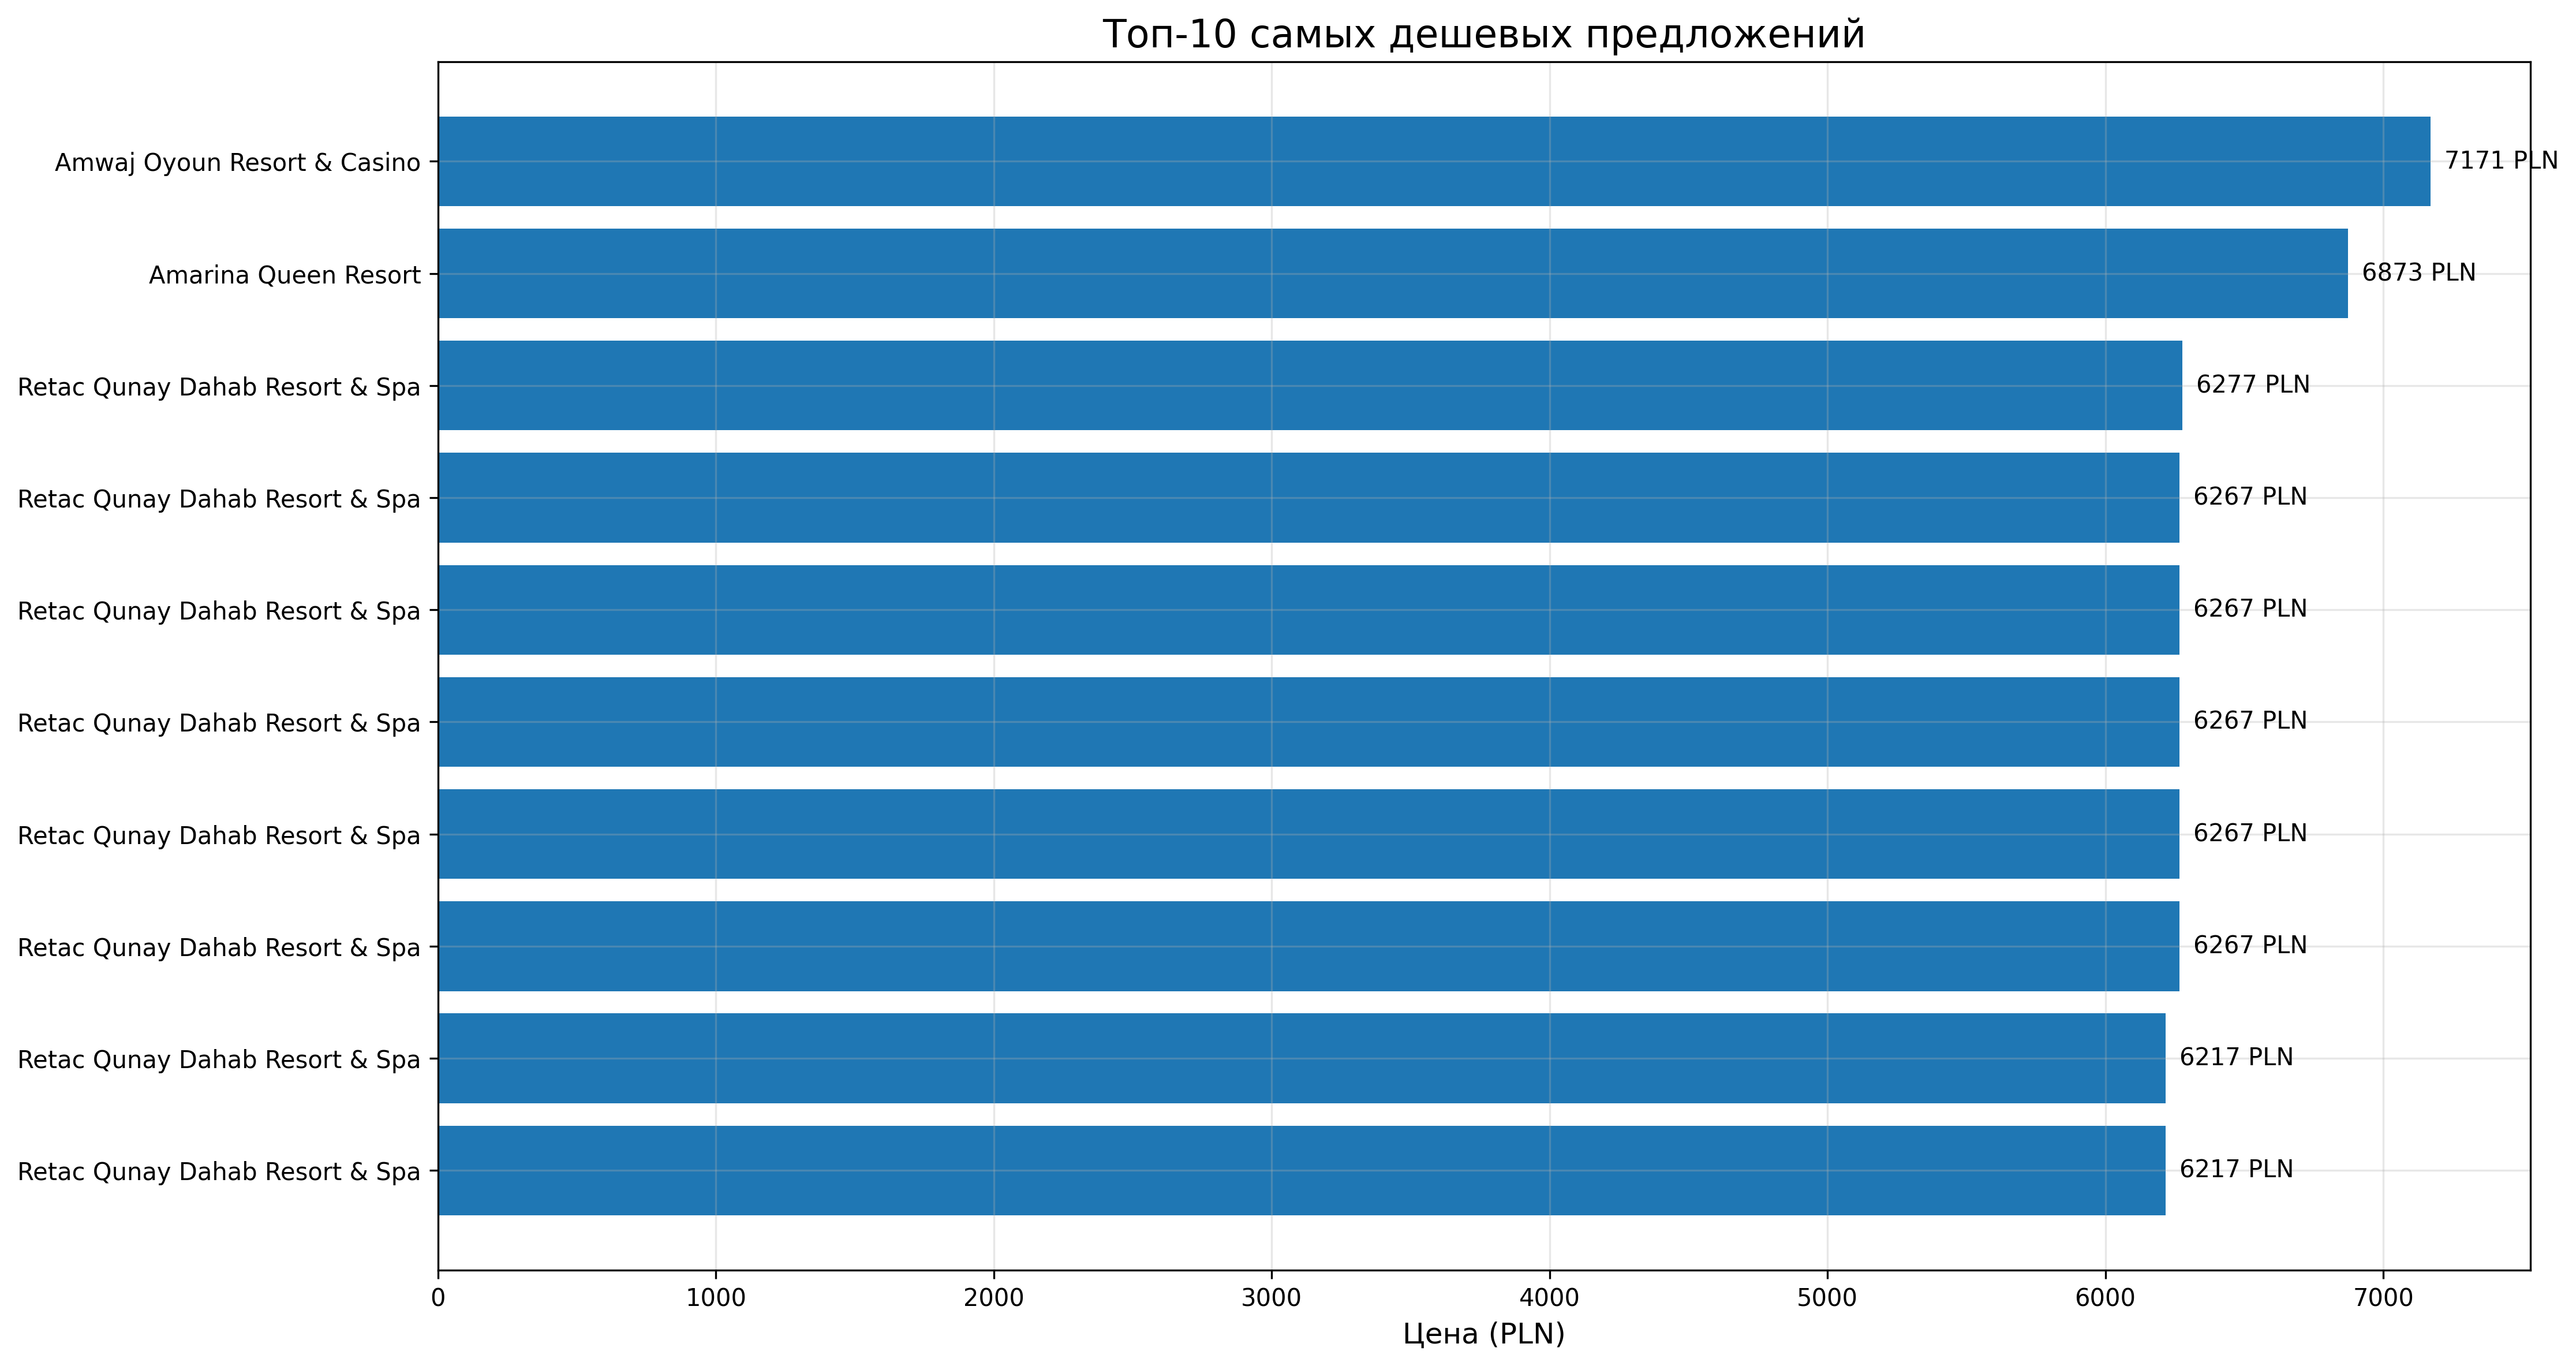 Топ-10 самых дешевых предложений
Amwaj Oyoun Resort & Casino 7171 PLN
Amarina Queen Resort 6873 PLN
Retac Qunay Dahab Resort & Spa 6277 PLN
Retac Qunay Dahab Resort & Spa 6267 PLN
Retac Qunay Dahab Resort & Spa 6267 PLN
Retac Qunay Dahab Resort & Spa 6267 PLN
Retac Qunay Dahab Resort & Spa 6267 PLN
Retac Qunay Dahab Resort & Spa 6267 PLN
Retac Qunay Dahab Resort & Spa 6217 PLN
Retac Qunay Dahab Resort & Spa 6217 PLN
0 1000 2000 3000 4000 5000 6000 7000
Цена (PLN)